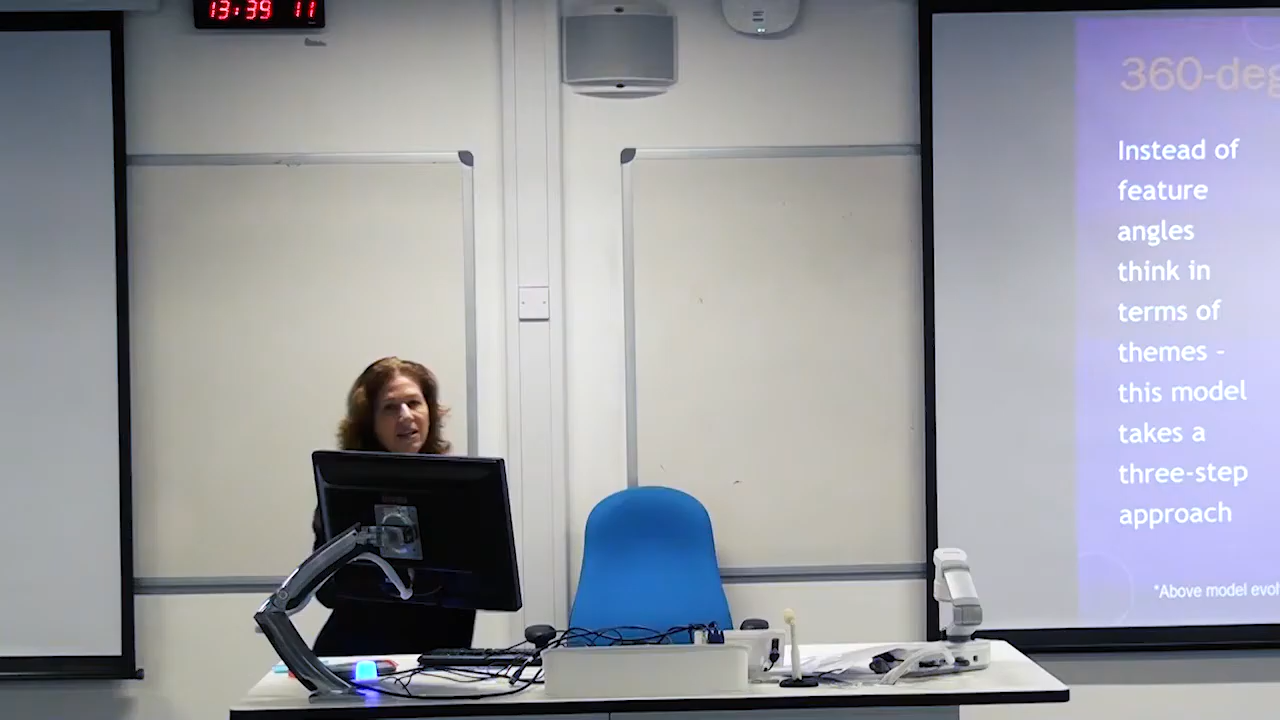 13:39 11
360-deg
Instead of
feature
angles
think in
terms of
themes -
this model
takes a
three-step
approach
*Above model evol